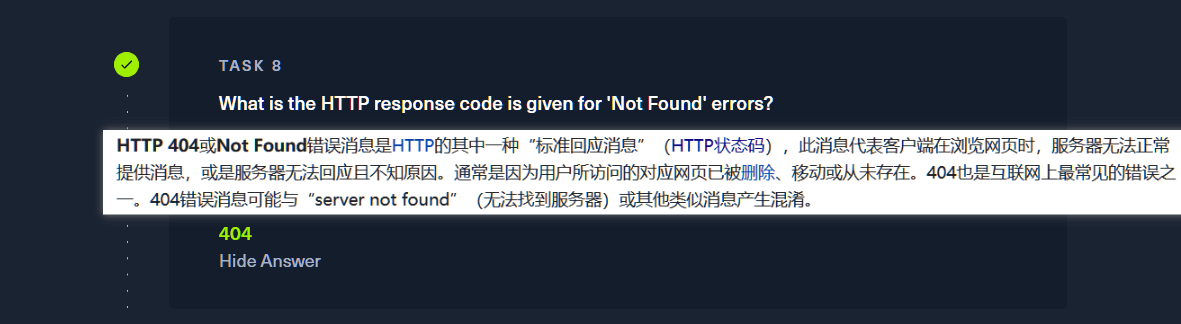 TASK 8
What is the HTTP response code is given for 'Not Found' errors?
HTTP 404或Not Found错误消息是HTTP的其中一种“标准回应消息”（HTTP状态码），此消息代表客户端在浏览网页时，服务器无法正常
提供消息，或是服务器无法回应且不知原因。通常是因为用户所访问的对应网页已被删除、移动或从未存在。404也是互联网上最常见的错误之
一。404错误消息可能与“server not found”（无法找到服务器）或其他类似消息产生混淆。
404
Hide Answer